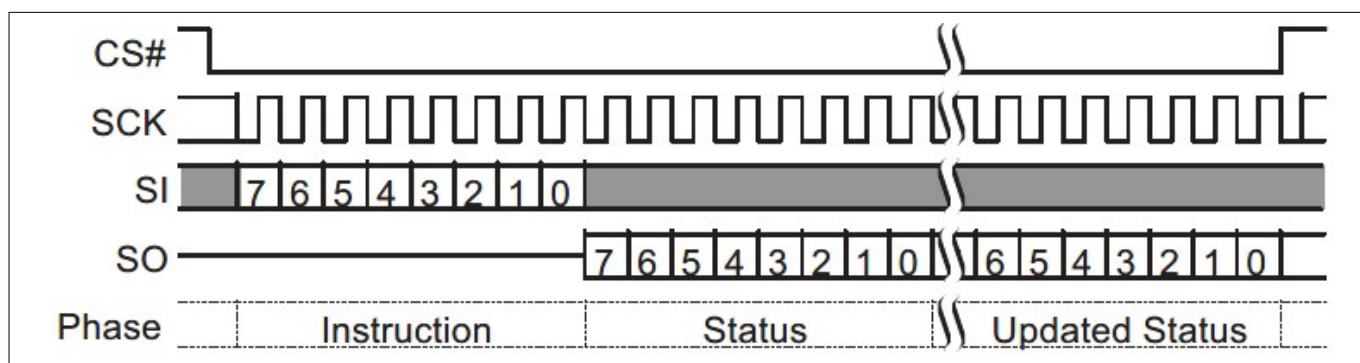 CS#
SCK
SI 7 6 5 4 3 2 1 0
SO 7 6 5 4 3 2 1 0 6 5 4 3 2 1 0
Phase Instruction Status Updated Status